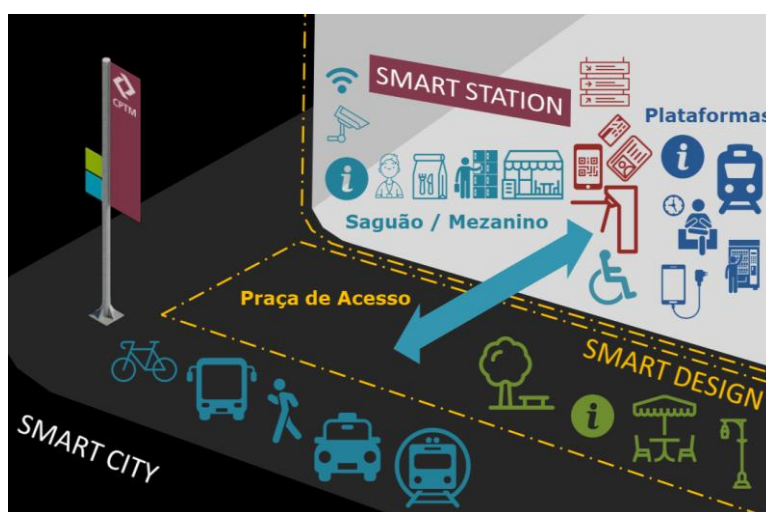 CPTM
SMART STATION
Plataformas
i
i
Saguão / Mezanino
Praça de Acesso
SMART DESIGN
i
SMART CITY